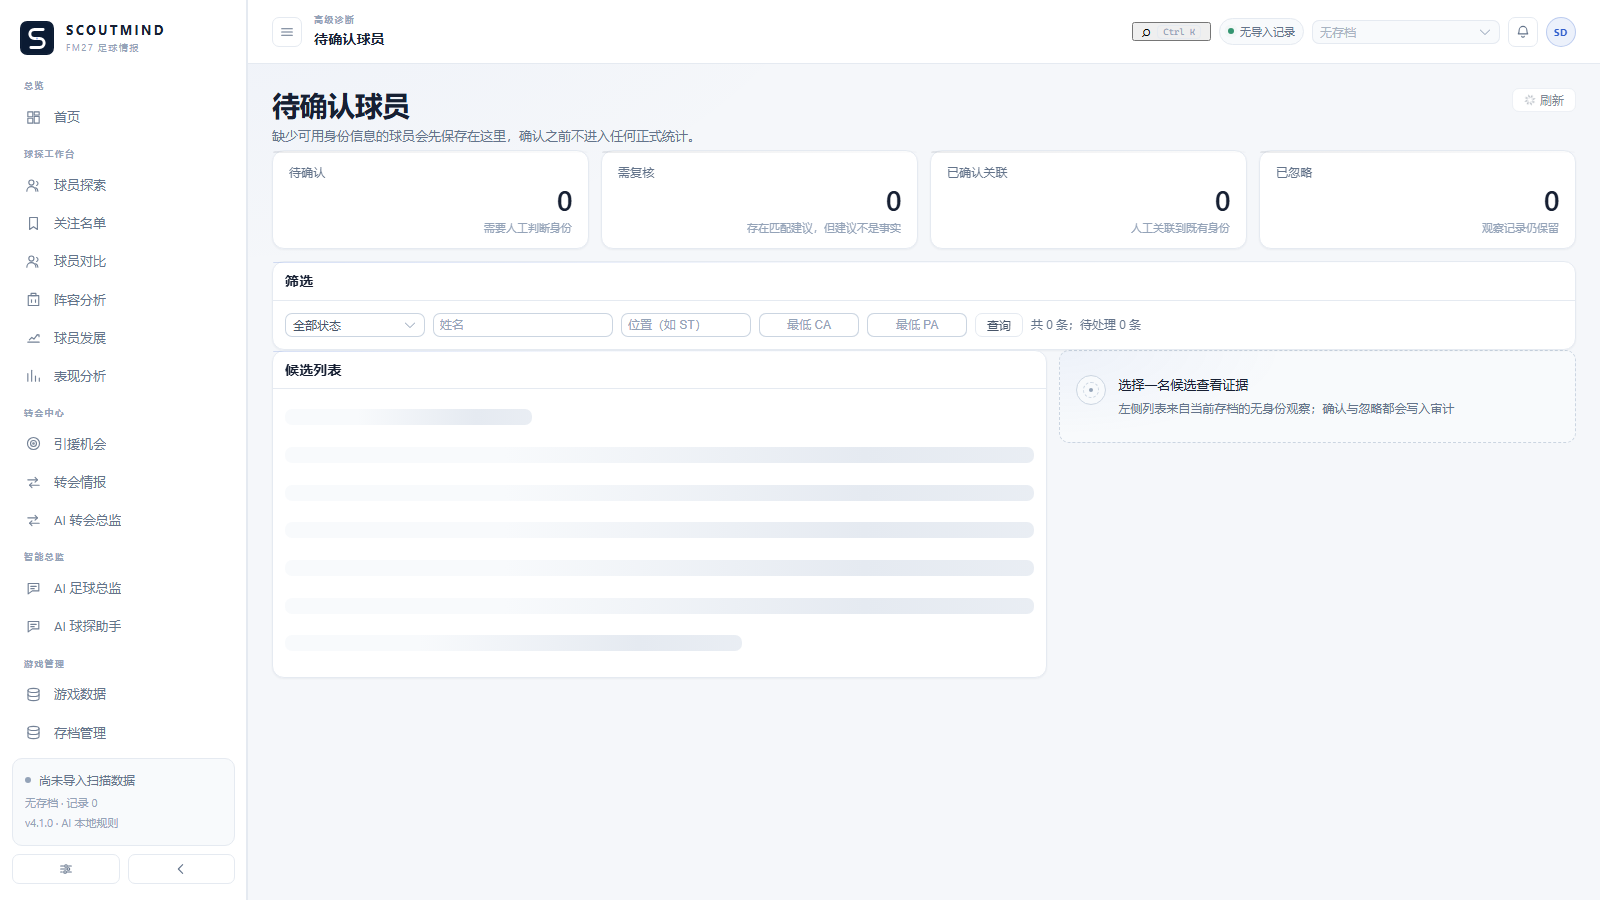 SCOUTMIND
FM27 足球情报
总览
首页
球探工作台
球员探索
关注名单
球员对比
阵容分析
球员发展
表现分析
转会中心
引援机会
转会情报
AI 转会总监
智能总监
AI 足球总监
AI 球探助手
游戏管理
游戏数据
存档管理
尚未导入扫描数据
无存档 · 记录 0
v4.1.0 · AI 本地规则
高级诊断
待确认球员
Ctrl K
无导入记录
无存档
SD
待确认球员
刷新
缺少可用身份信息的球员会先保存在这里，确认之前不进入任何正式统计。
待确认
0
需要人工判断身份
需复核
0
存在匹配建议，但建议不是事实
已确认关联
0
人工关联到既有身份
已忽略
0
观察记录仍保留
筛选
全部状态
姓名
位置（如 ST）
最低 CA
最低 PA
查询
共 0 条；待处理 0 条
候选列表
选择一名候选查看证据
左侧列表来自当前存档的无身份观察；确认与忽略都会写入审计